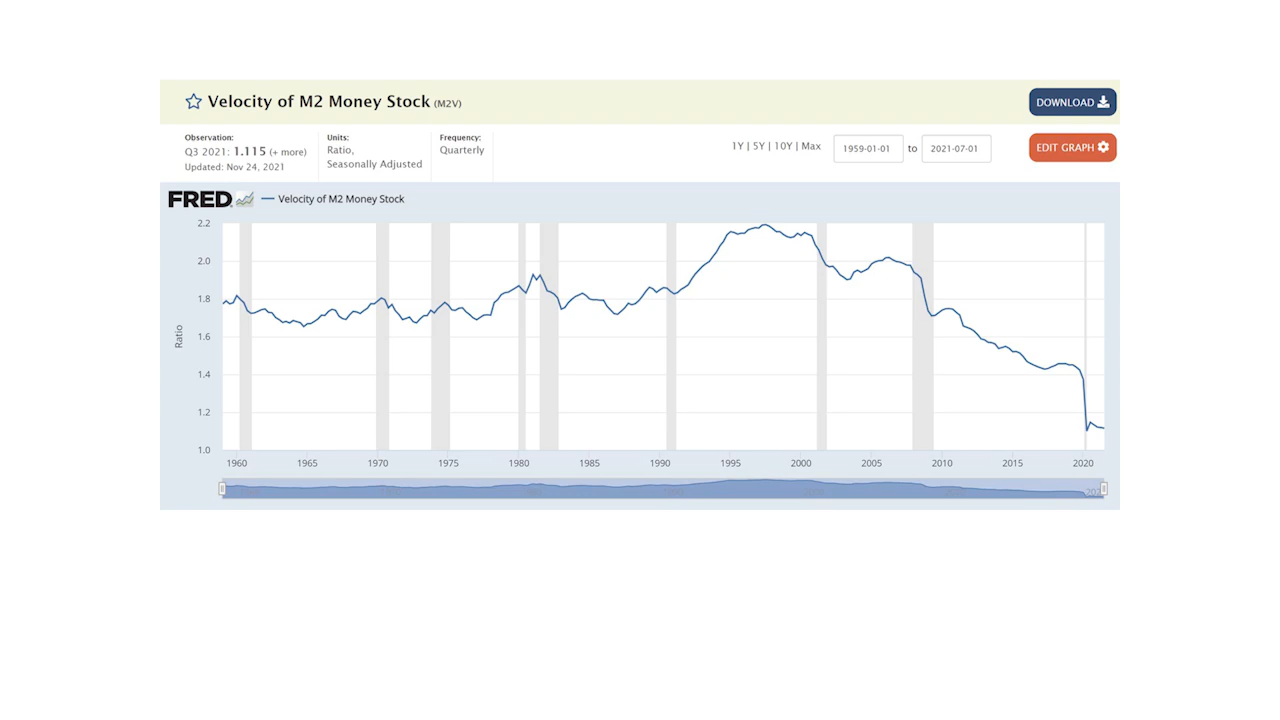 Velocity of M2 Money Stock (M2V)
DOWNLOAD
Observation:
Q3 2021: 1.115 (+ more)
Updated: Nov 24, 2021
Units:
Ratio,
Seasonally Adjusted
Frequency:
Quarterly
1Y | 5Y | 10Y | Max
1959-01-01 to 2021-07-01
EDIT GRAPH
FRED
Velocity of M2 Money Stock
Ratio
2.2
2.0
1.8
1.6
1.4
1.2
1.0
1960 1965 1970 1975 1980 1985 1990 1995 2000 2005 2010 2015 2020